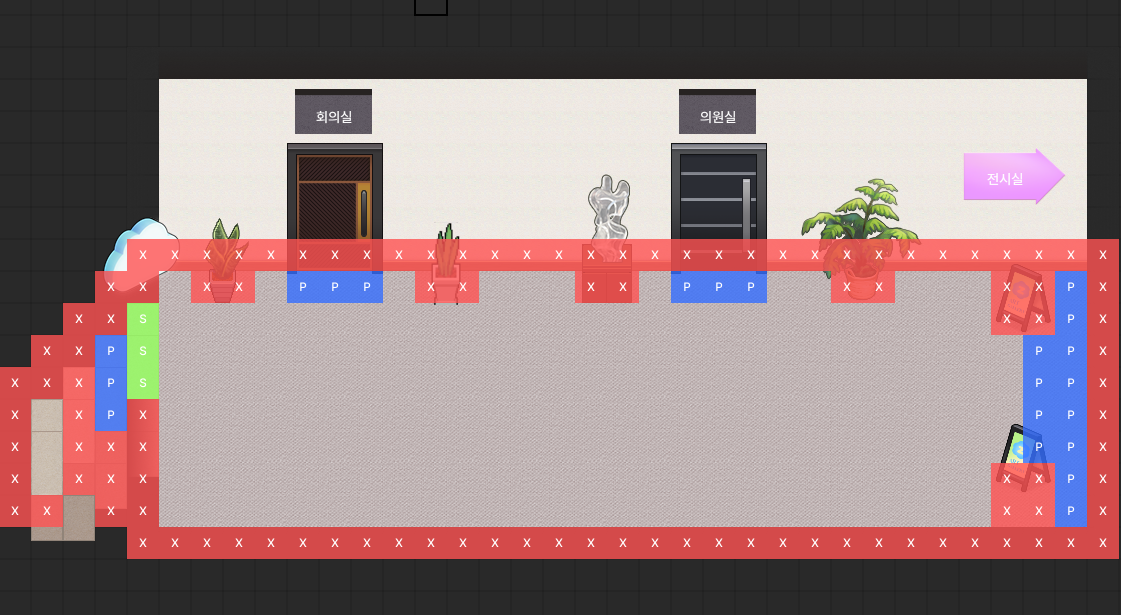 회의실
의원실
전시실
X X X X X X X X X X X X X X X X X X X X X X X X X X X X X X X
X X X X P P P X X X X P P P X X X X P X
X X S X X P X
X X P S P P X
X X X P S P P X
X X P X P P X
X X X X P P X
X X X X X X P X
X X X X X X P X
X X X X X X X X X X X X X X X X X X X X X X X X X X X X X X X